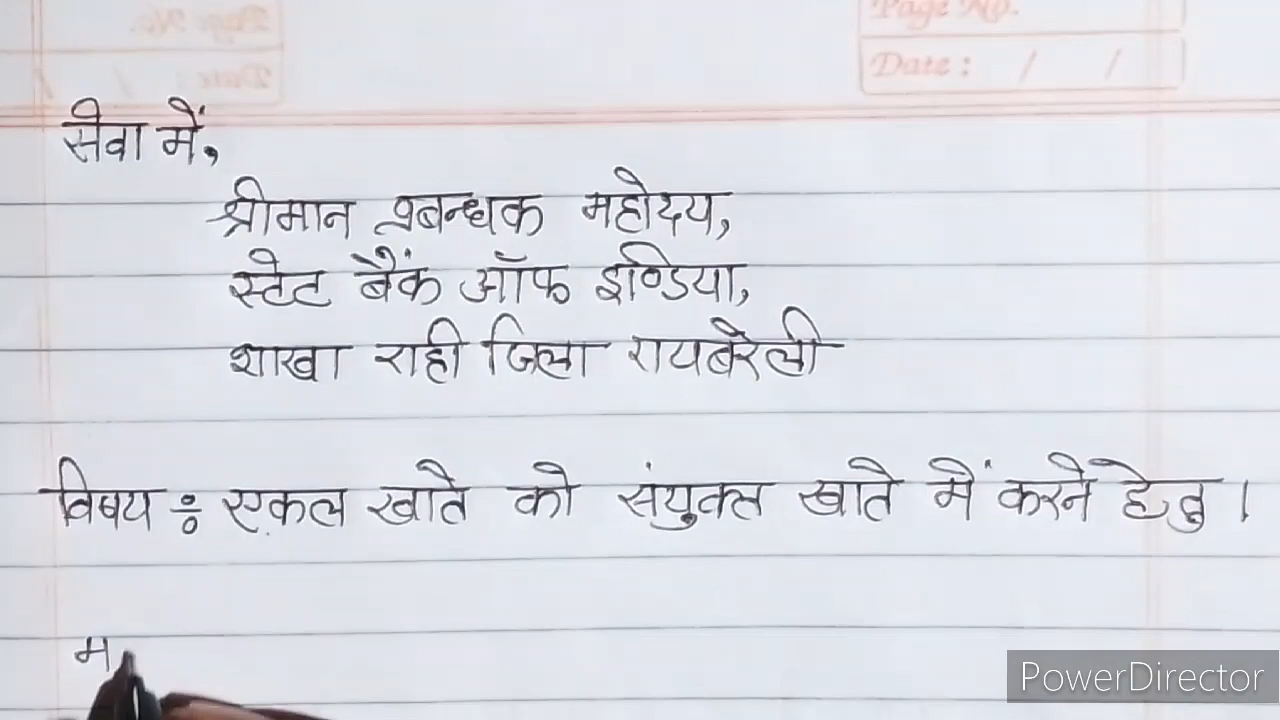 Page No.
Date : / /
सेवा में,
श्रीमान प्रबन्धक महोदय,
स्टेट बैंक ऑफ इण्डिया,
शाखा राही जिला रायबरेली
विषय ÷ एकल खाते को संयुक्त खाते में करने हेतु।
म
PowerDirector